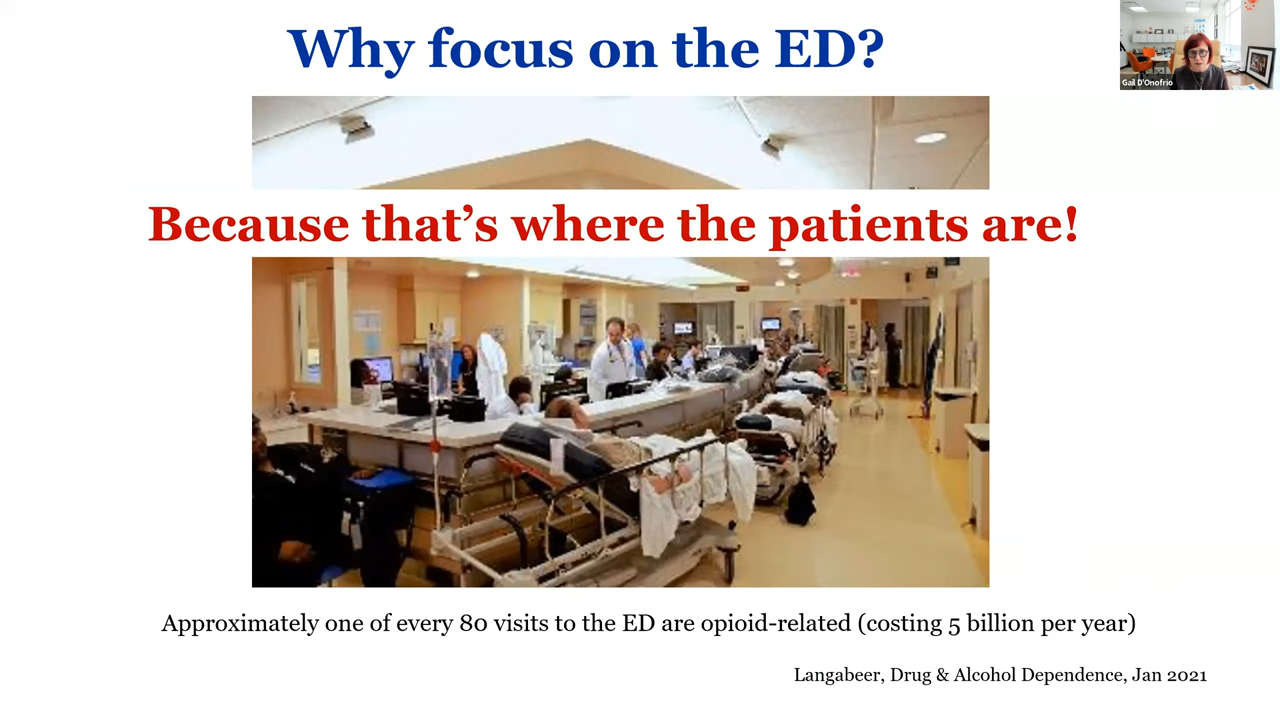 Why focus on the ED?
Gail D'Onofrio
Because that’s where the patients are!
Approximately one of every 80 visits to the ED are opioid-related (costing 5 billion per year)
Langabeer, Drug & Alcohol Dependence, Jan 2021